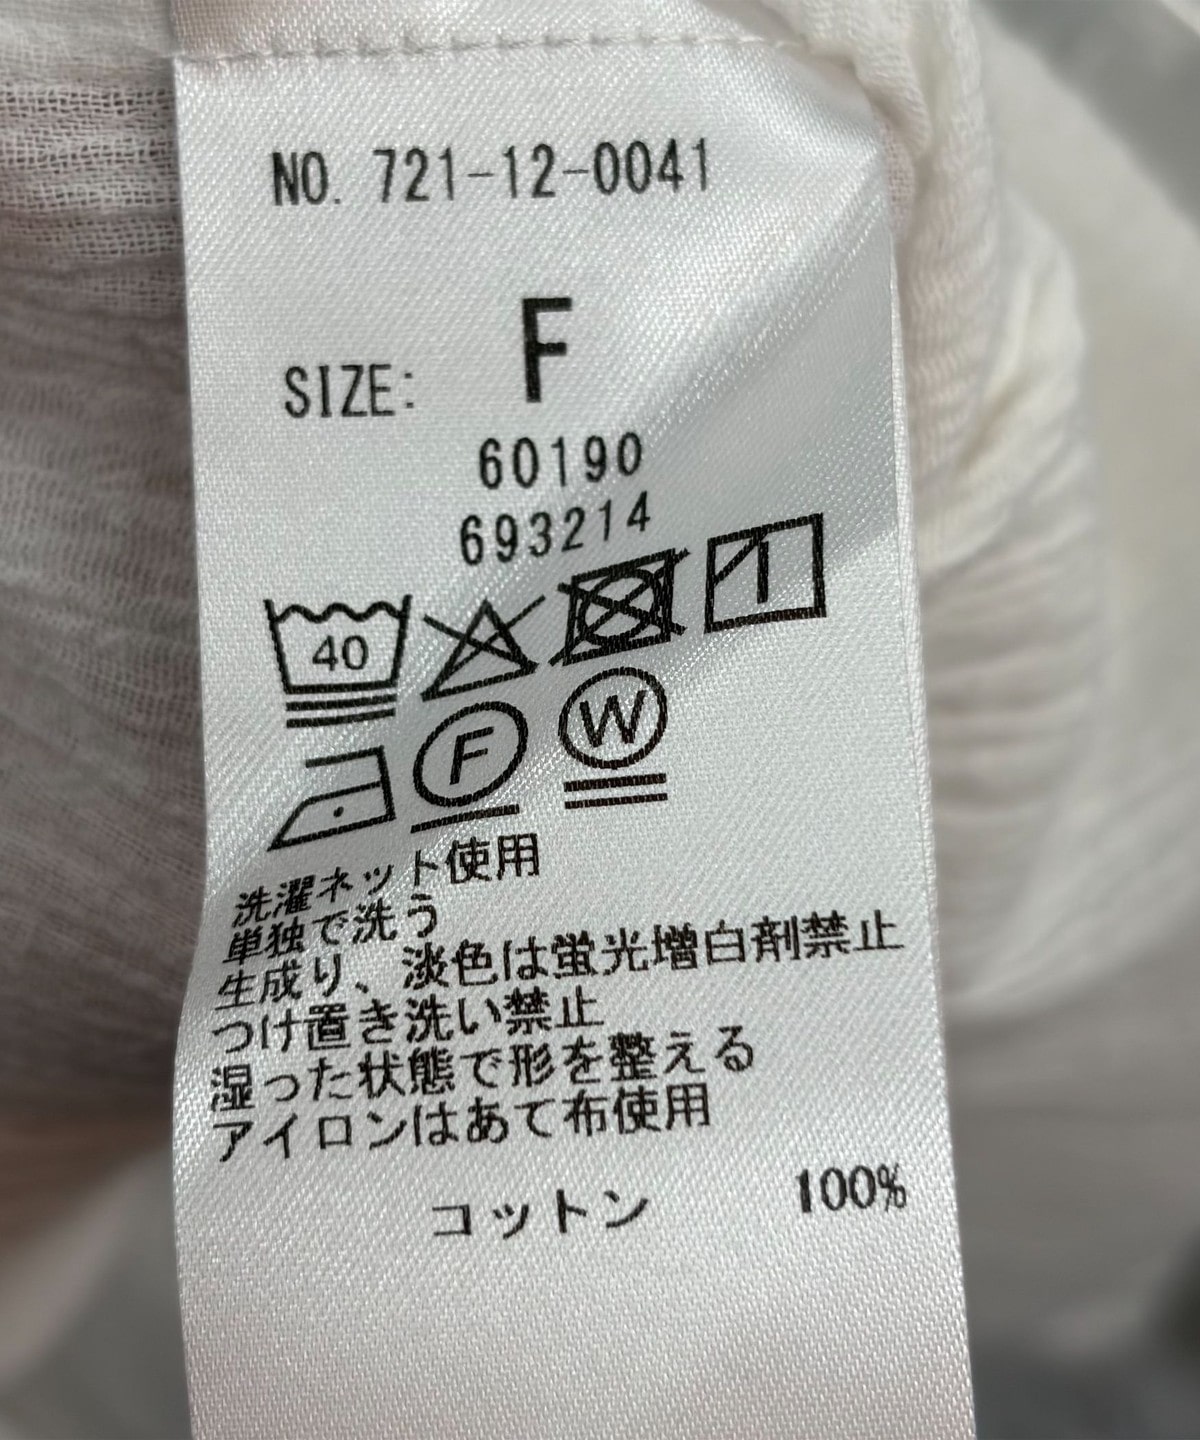 NO. 721-12-0041
SIZE: F
60190
693214
40
F W
洗濯ネット使用
単独で洗う
生成り、淡色は蛍光増白剤禁止
つけ置き洗い禁止
湿った状態で形を整える
アイロンはあて布使用
コットン 100%